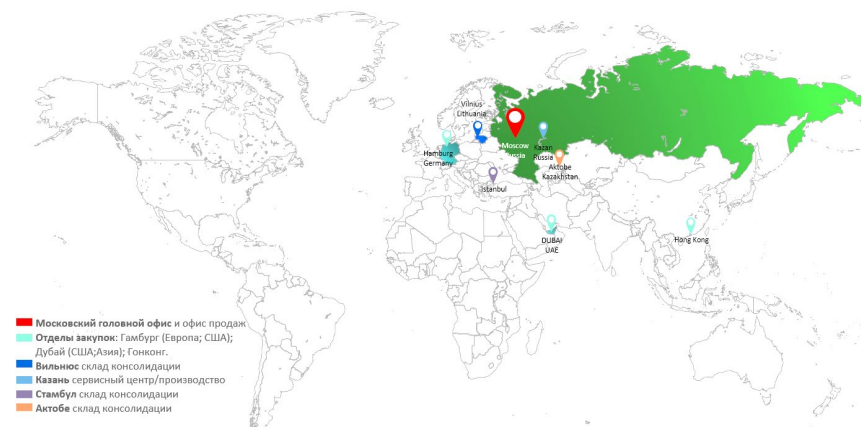 Vilnius
Lithuania
Hamburg
Germany
Moscow
Russia
Kazan
Russia
Aktobe
Kazakhstan
Istanbul
DUBAI
UAE
Hong Kong
Московский головной офис и офис продаж
Отделы закупок: Гамбург (Европа; США);
Дубай (США;Азия); Гонконг.
Вильнюс склад консолидации
Казань сервисный центр/производство
Стамбул склад консолидации
Актобе склад консолидации